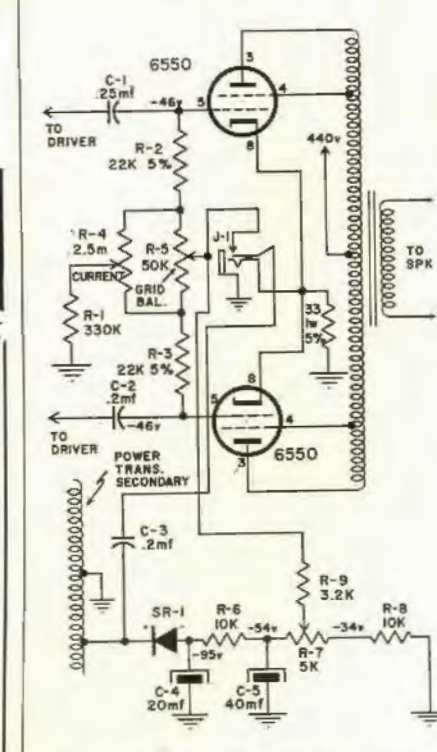 6550
3
C-1
.25mf
-46v
5
4
TO
DRIVER
8
R-2
22K 5%
440v
R-4
2.5m
CURRENT
R-5
50K
GRID
BAL.
J-1
TO
SPK
R-1
330K
33
1w
5%
R-3
22K 5%
C-2
.2mf
-46v
8
5
4
TO
DRIVER
3
6550
POWER
TRANS.
SECONDARY
C-3
.2mf
R-9
3.2K
SR-1
R-6
10K
-54v
-34v
R-8
10K
-95v
R-7
5K
C-4
20mf
C-5
40mf